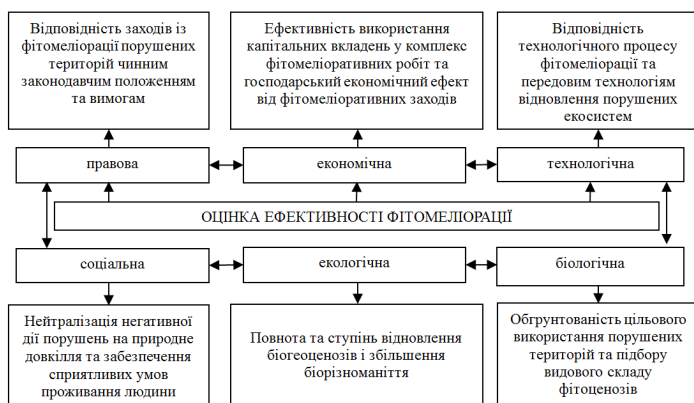 Відповідність заходів із
фітомеліорації порушених
територій чинним
законодавчим положенням
та вимогам
Ефективність використання
капітальних вкладень у комплекс
фітомеліоративних робіт та
господарський економічний ефект
від фітомеліоративних заходів
Відповідність
технологічного процесу
фітомеліорації та
передовим технологіям
відновлення порушених
екосистем
правова
економічна
технологічна
ОЦІНКА ЕФЕКТИВНОСТІ ФІТОМЕЛІОРАЦІЇ
соціальна
екологічна
біологічна
Нейтралізація негативної
дії порушень на природне
довкілля та забезпечення
сприятливих умов
проживання людини
Повнота та ступінь відновлення
біогеоценозів і збільшення
біорізноманіття
Обгрунтованість цільового
використання порушених
територій та підбору
видового складу
фітоценозів